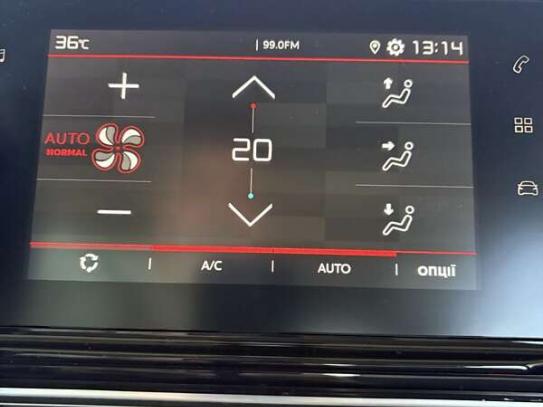 36°C | 99.0FM 13:14
AUTO
NORMAL
20
A/C | AUTO | опції